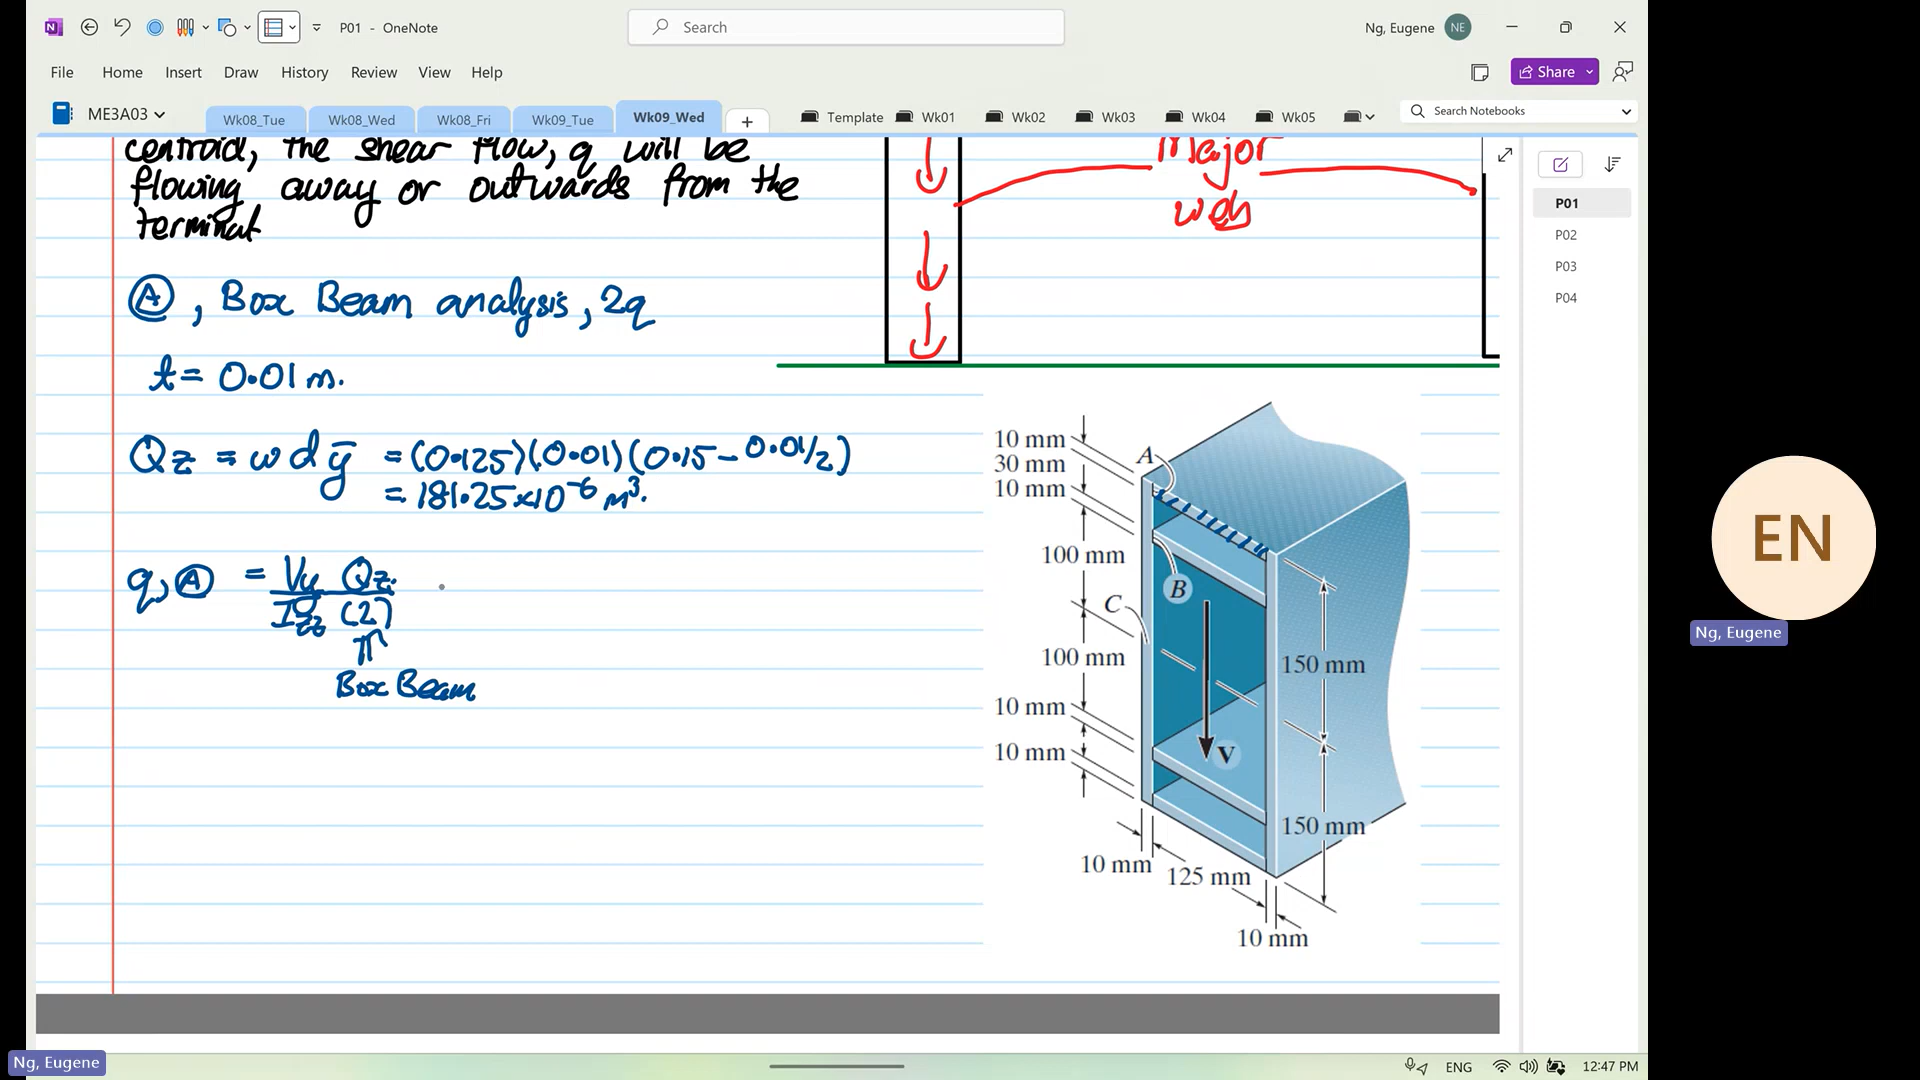 P01 - OneNote
Search
Ng, Eugene
NE
File Home Insert Draw History Review View Help
Share
ME3A03
Wk08_Tue Wk08_Wed Wk08_Fri Wk09_Tue Wk09_Wed +
Template Wk01 Wk02 Wk03 Wk04 Wk05
Search Notebooks
P01
P02
P03
P04
centroid, the shear flow, q will be
flowing away or outwards from the
terminal
Major
web
Ⓐ, Box Beam analysis, 2q
t = 0.01 m.
Qz = w d ȳ = (0.125)(0.01)(0.15 - 0.01/2)
= 181.25×10⁻⁶ m³.
q, Ⓐ = Vy Qz
Izz (2)
⇑
Box Beam
10 mm
30 mm
10 mm
A
100 mm
B
C
100 mm
150 mm
10 mm
V
10 mm
150 mm
10 mm
125 mm
10 mm
EN
Ng, Eugene
Ng, Eugene
ENG
12:47 PM